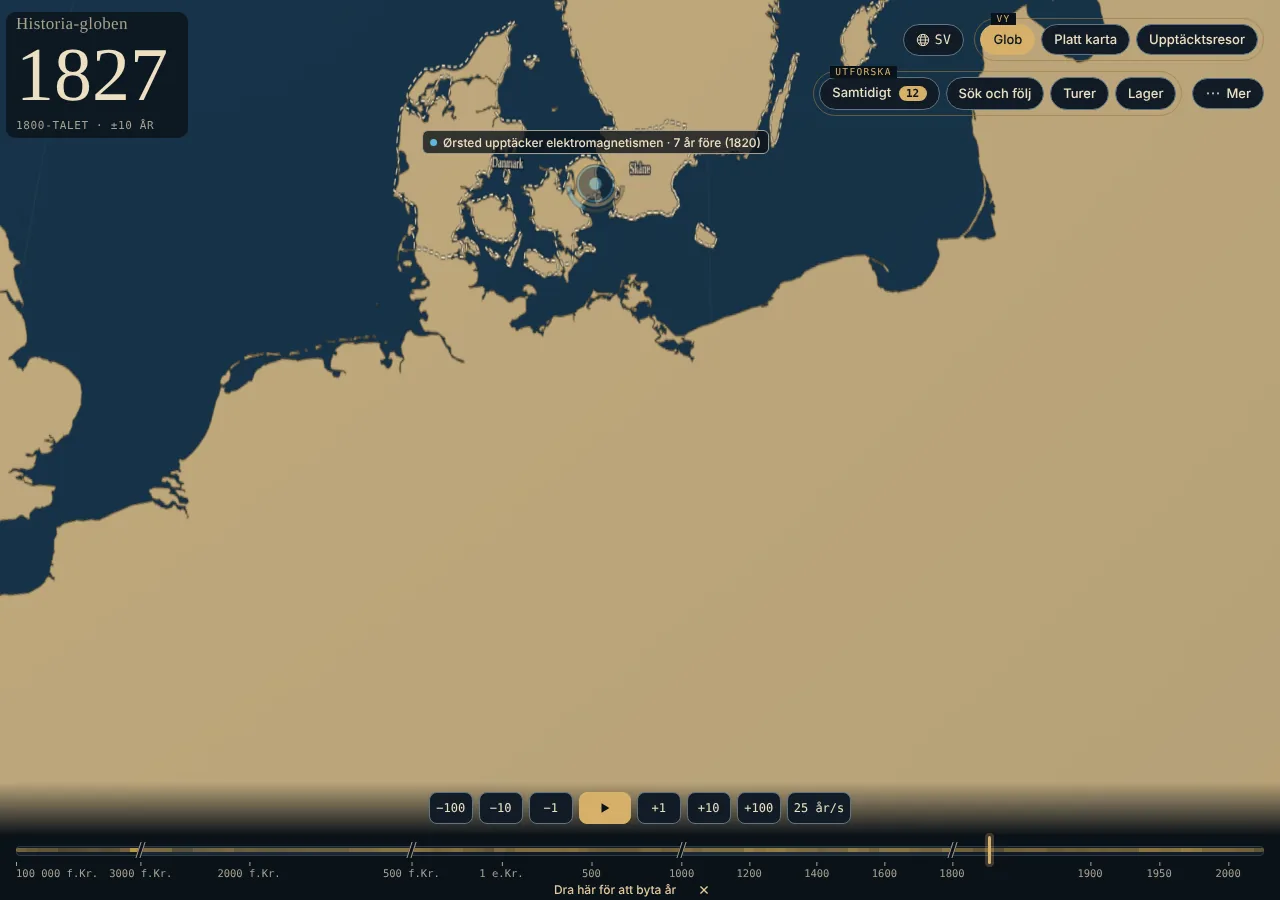 Historia-globen
1827
1800-TALET · ±10 ÅR
SV
VY
Glob
Platt karta
Upptäcktsresor
UTFORSKA
Samtidigt 12
Sök och följ
Turer
Lager
··· Mer
Ørsted upptäcker elektromagnetismen · 7 år före (1820)
Danmark
Skåne
−100
−10
−1
+1
+10
+100
25 år/s
100 000 f.Kr.
3000 f.Kr.
2000 f.Kr.
500 f.Kr.
1 e.Kr.
500
1000
1200
1400
1600
1800
1900
1950
2000
Dra här för att byta år ✕